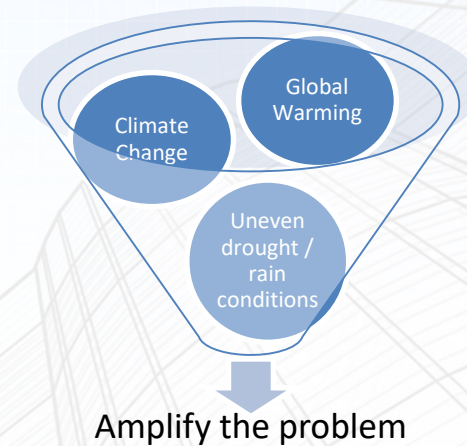 Global
Warming
Climate
Change
Uneven
drought /
rain
conditions
Amplify the problem